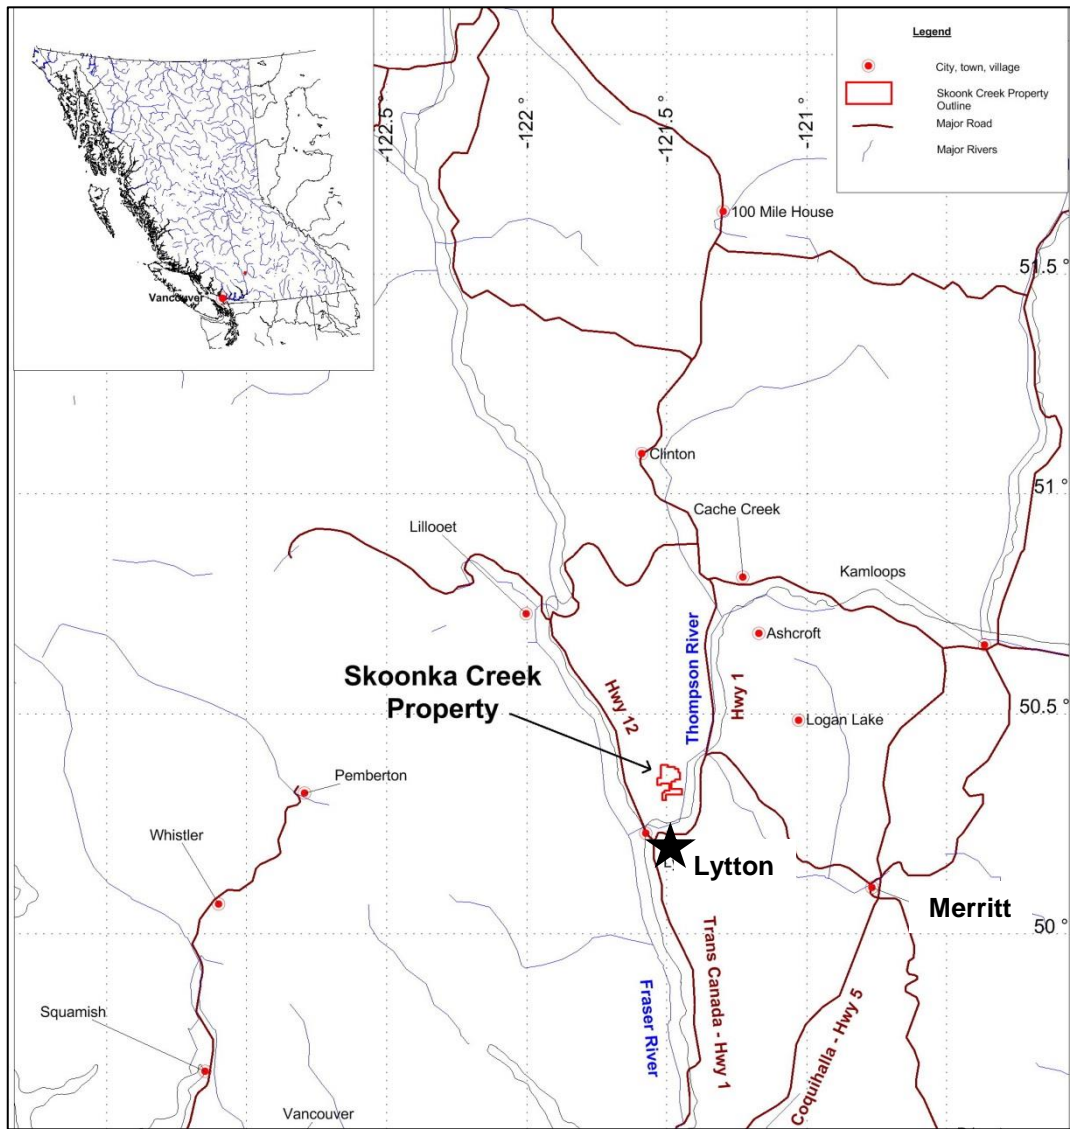 Legend
City, town, village
Skoonk Creek Property
Outline
Major Road
Major Rivers
-122.5 °
-122 °
-121.5 °
-121 °
Vancouver
100 Mile House
51.5 °
Clinton
51 °
Cache Creek
Lillooet
Kamloops
Ashcroft
Thompson River
Skoonka Creek
Property
Hwy 12
Hwy 1
50.5 °
Logan Lake
Pemberton
Whistler
Lytton
Merritt
50 °
Fraser River
Trans Canada - Hwy 1
Coquihalla - Hwy 5
Squamish
Vancouver